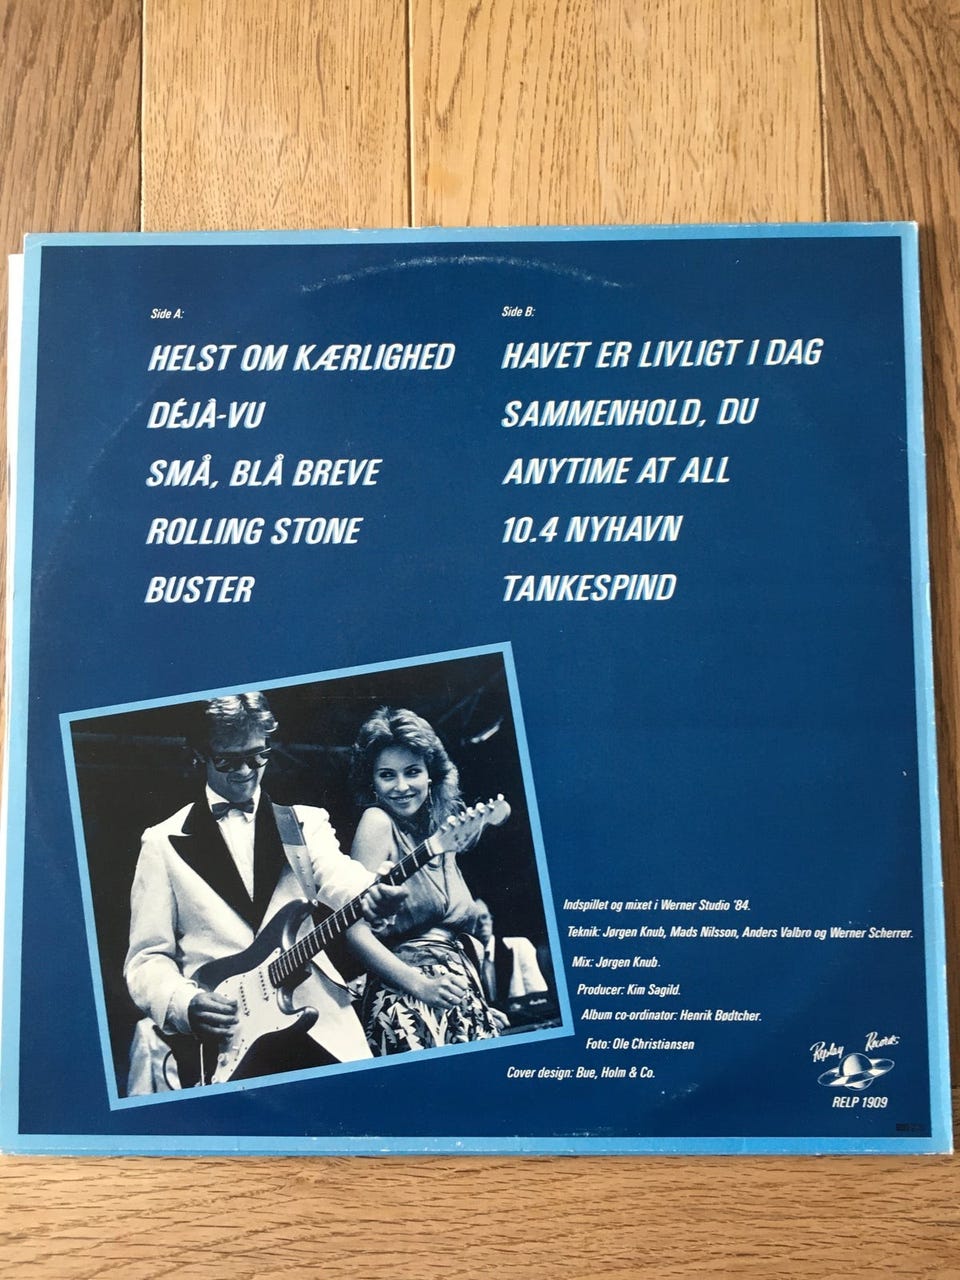 Side A:
HELST OM KÆRLIGHED
DÉJÀ-VU
SMÅ, BLÅ BREVE
ROLLING STONE
BUSTER
Side B:
HAVET ER LIVLIGT I DAG
SAMMENHOLD, DU
ANYTIME AT ALL
10.4 NYHAVN
TANKESPIND
Indspillet og mixet i Werner Studio '84.
Teknik: Jørgen Knub, Mads Nilsson, Anders Valbro og Werner Scherrer.
Mix: Jørgen Knub.
Producer: Kim Sagild.
Album co-ordinator: Henrik Bødtcher.
Foto: Ole Christiansen
Cover design: Bue, Holm & Co.
Replay Records
RELP 1909